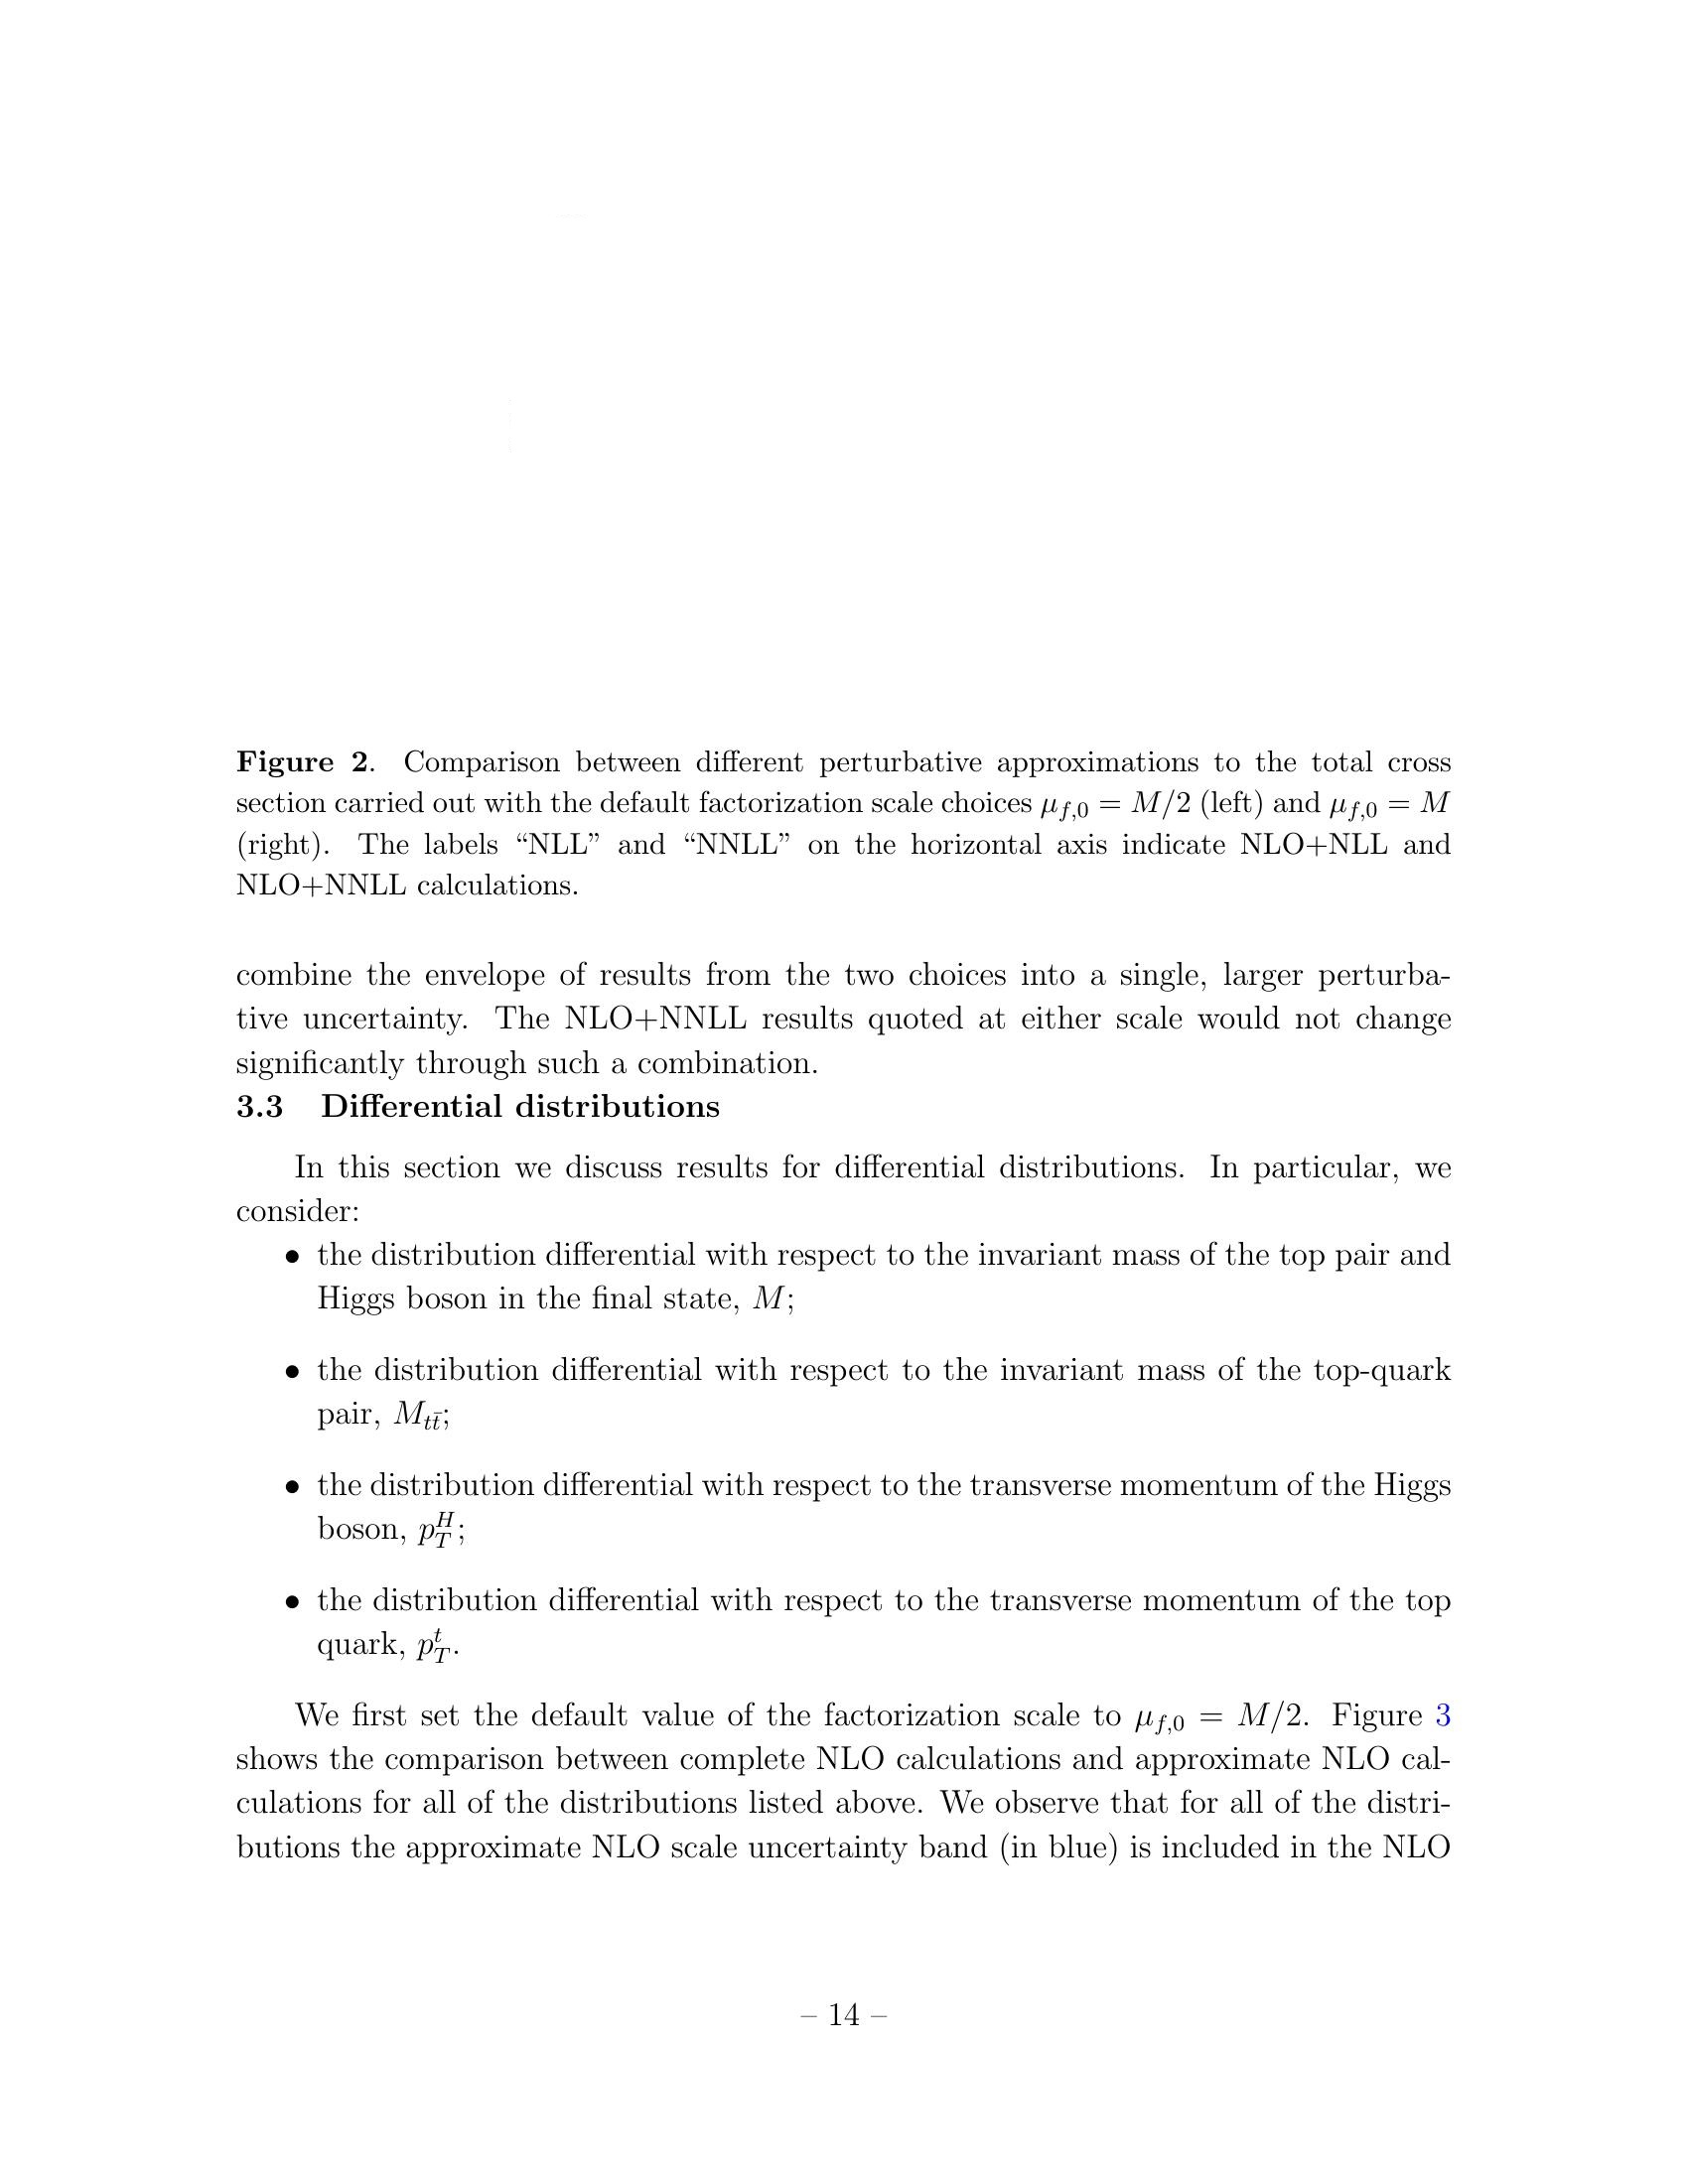 Figure 2. Comparison between different perturbative approximations to the total cross
section carried out with the default factorization scale choices μ_{f,0} = M/2 (left) and μ_{f,0} = M
(right). The labels “NLL” and “NNLL” on the horizontal axis indicate NLO+NLL and
NLO+NNLL calculations.
combine the envelope of results from the two choices into a single, larger perturba-
tive uncertainty. The NLO+NNLL results quoted at either scale would not change
significantly through such a combination.
3.3 Differential distributions
In this section we discuss results for differential distributions. In particular, we
consider:
• the distribution differential with respect to the invariant mass of the top pair and
Higgs boson in the final state, M;
• the distribution differential with respect to the invariant mass of the top-quark
pair, M_{tt̄};
• the distribution differential with respect to the transverse momentum of the Higgs
boson, p_T^H;
• the distribution differential with respect to the transverse momentum of the top
quark, p_T^t.
We first set the default value of the factorization scale to μ_{f,0} = M/2. Figure 3
shows the comparison between complete NLO calculations and approximate NLO cal-
culations for all of the distributions listed above. We observe that for all of the distri-
butions the approximate NLO scale uncertainty band (in blue) is included in the NLO
– 14 –